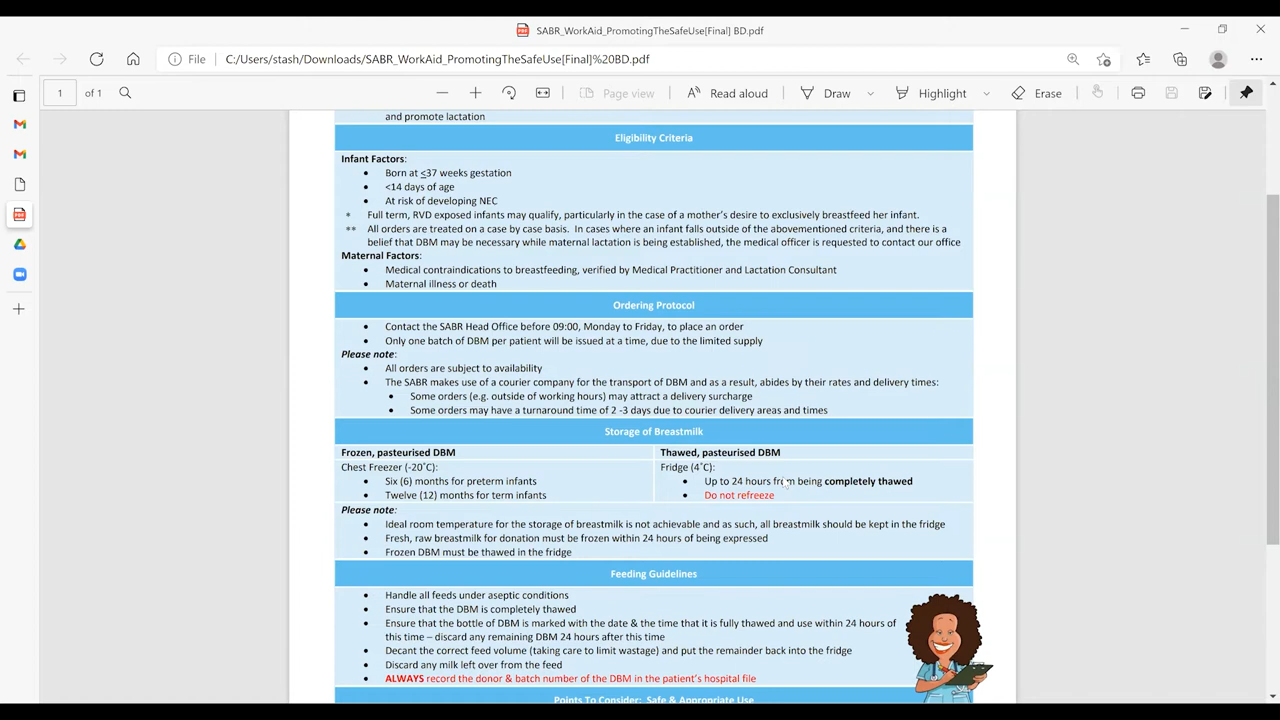 SABR_WorkAid_PromotingTheSafeUse[Final] BD.pdf
File C:/Users/stash/Downloads/SABR_WorkAid_PromotingTheSafeUse[Final]%20BD.pdf
1 of 1 Page view Read aloud Draw Highlight Erase
and promote lactation
Eligibility Criteria
Infant Factors:
• Born at ≤37 weeks gestation
• <14 days of age
• At risk of developing NEC
* Full term, RVD exposed infants may qualify, particularly in the case of a mother's desire to exclusively breastfeed her infant.
** All orders are treated on a case by case basis. In cases where an infant falls outside of the abovementioned criteria, and there is a
belief that DBM may be necessary while maternal lactation is being established, the medical officer is requested to contact our office
Maternal Factors:
• Medical contraindications to breastfeeding, verified by Medical Practitioner and Lactation Consultant
• Maternal illness or death
Ordering Protocol
• Contact the SABR Head Office before 09:00, Monday to Friday, to place an order
• Only one batch of DBM per patient will be issued at a time, due to the limited supply
Please note:
• All orders are subject to availability
• The SABR makes use of a courier company for the transport of DBM and as a result, abides by their rates and delivery times:
• Some orders (e.g. outside of working hours) may attract a delivery surcharge
• Some orders may have a turnaround time of 2 -3 days due to courier delivery areas and times
Storage of Breastmilk
Frozen, pasteurised DBM
Chest Freezer (-20˚C):
• Six (6) months for preterm infants
• Twelve (12) months for term infants
Thawed, pasteurised DBM
Fridge (4˚C):
• Up to 24 hours from being completely thawed
• Do not refreeze
Please note:
• Ideal room temperature for the storage of breastmilk is not achievable and as such, all breastmilk should be kept in the fridge
• Fresh, raw breastmilk for donation must be frozen within 24 hours of being expressed
• Frozen DBM must be thawed in the fridge
Feeding Guidelines
• Handle all feeds under aseptic conditions
• Ensure that the DBM is completely thawed
• Ensure that the bottle of DBM is marked with the date & the time that it is fully thawed and use within 24 hours of
this time – discard any remaining DBM 24 hours after this time
• Decant the correct feed volume (taking care to limit wastage) and put the remainder back into the fridge
• Discard any milk left over from the feed
• ALWAYS record the donor & batch number of the DBM in the patient's hospital file
Points To Consider: Safe & Appropriate Use